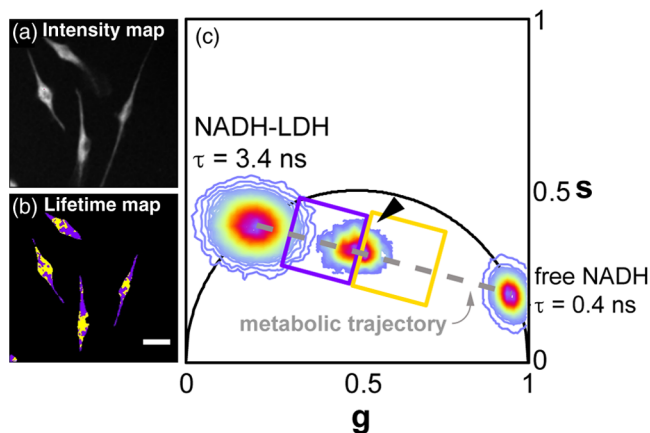 (a) Intensity map
(b) Lifetime map
(c)
1
NADH-LDH
τ = 3.4 ns
0.5 s
free NADH
τ = 0.4 ns
metabolic trajectory
0
0 0.5 1
g